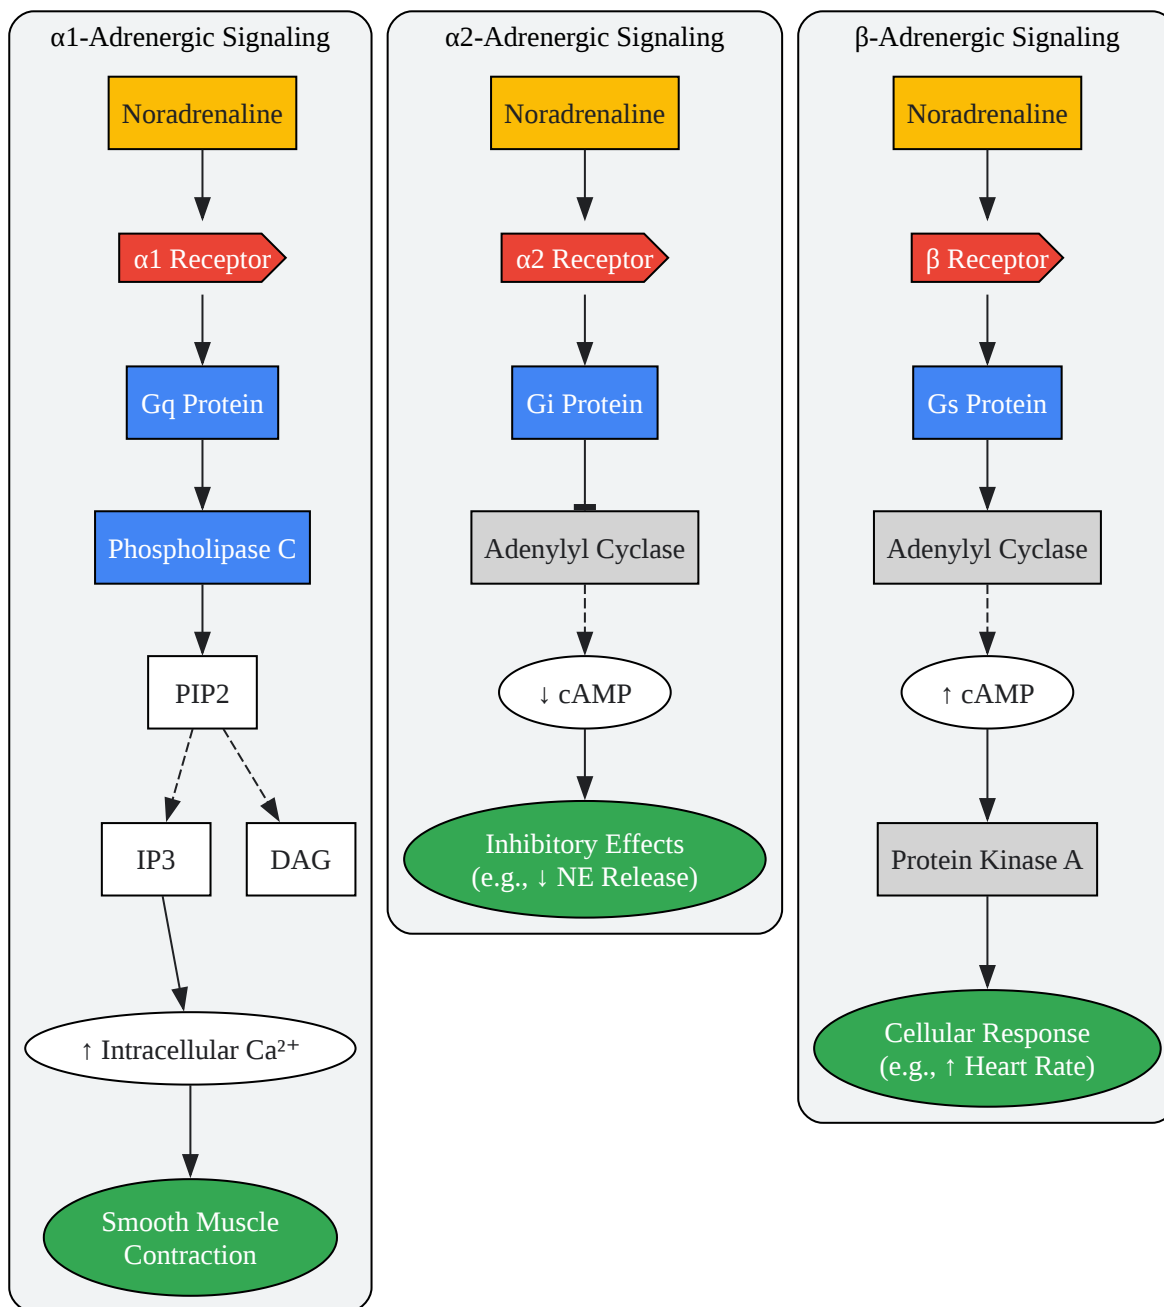 α1-Adrenergic Signaling
Noradrenaline
α1 Receptor
Gq Protein
Phospholipase C
PIP2
IP3
DAG
↑ Intracellular Ca²⁺
Smooth Muscle
Contraction
α2-Adrenergic Signaling
Noradrenaline
α2 Receptor
Gi Protein
Adenylyl Cyclase
↓ cAMP
Inhibitory Effects
(e.g., ↓ NE Release)
β-Adrenergic Signaling
Noradrenaline
β Receptor
Gs Protein
Adenylyl Cyclase
↑ cAMP
Protein Kinase A
Cellular Response
(e.g., ↑ Heart Rate)